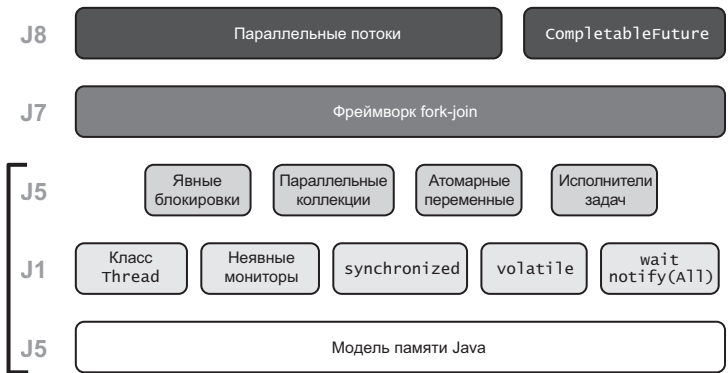 J8
Параллельные потоки
CompletableFuture
J7
Фреймворк fork-join
J5
Явные
блокировки
Параллельные
коллекции
Атомарные
переменные
Исполнители
задач
J1
Класс
Thread
Неявные
мониторы
synchronized
volatile
wait
notify(All)
J5
Модель памяти Java